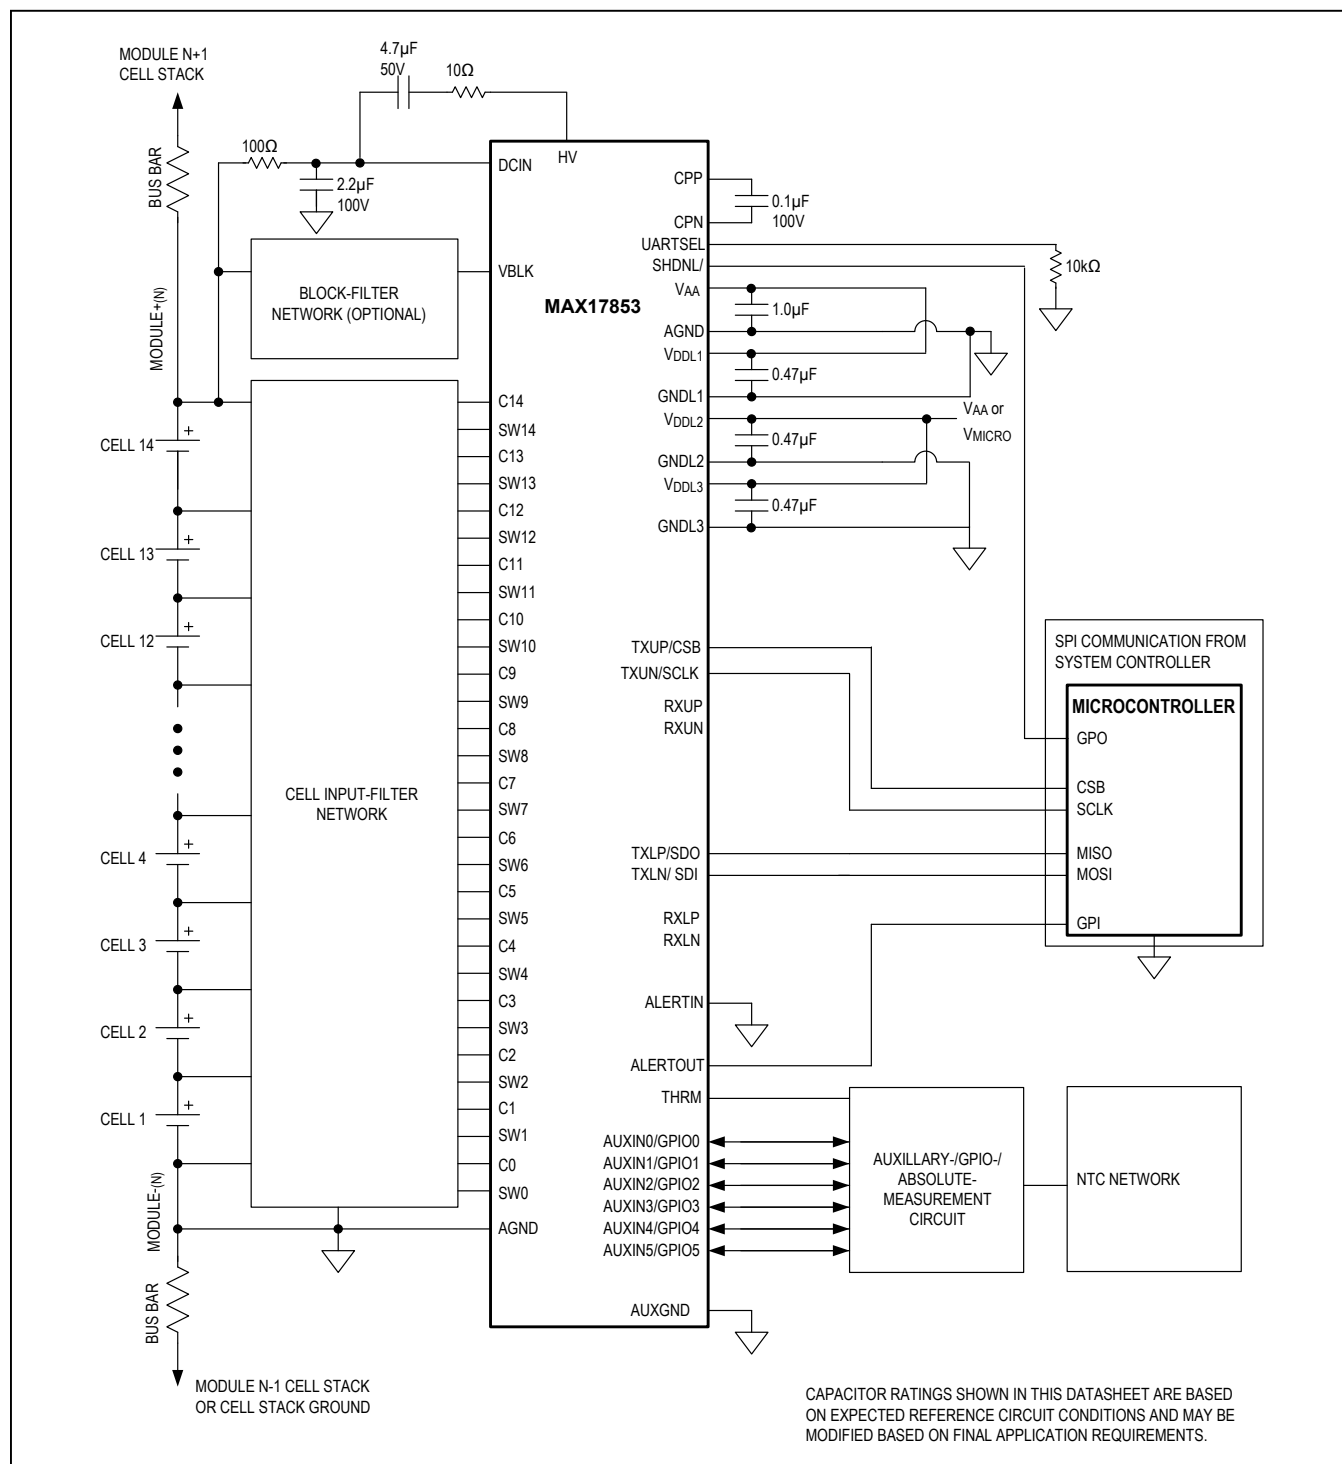 MODULE N+1
CELL STACK
4.7µF
50V
10Ω
100Ω
2.2µF
100V
BUS BAR
MODULE+(N)
BLOCK-FILTER
NETWORK (OPTIONAL)
CELL 14
+
CELL 13
+
CELL 12
+
CELL 4
+
CELL 3
+
CELL 2
+
CELL 1
+
MODULE-(N)
BUS BAR
MODULE N-1 CELL STACK
OR CELL STACK GROUND
CELL INPUT-FILTER
NETWORK
HV
DCIN
VBLK
MAX17853
C14
SW14
C13
SW13
C12
SW12
C11
SW11
C10
SW10
C9
SW9
C8
SW8
C7
SW7
C6
SW6
C5
SW5
C4
SW4
C3
SW3
C2
SW2
C1
SW1
C0
SW0
AGND
CPP
CPN
0.1µF
100V
UARTSEL
SHDNL/
10kΩ
VAA
1.0µF
AGND
VDDL1
0.47µF
GNDL1
VDDL2
VAA or
VMICRO
0.47µF
GNDL2
VDDL3
0.47µF
GNDL3
TXUP/CSB
TXUN/SCLK
RXUP
RXUN
TXLP/SDO
TXLN/ SDI
RXLP
RXLN
ALERTIN
ALERTOUT
THRM
AUXIN0/GPIO0
AUXIN1/GPIO1
AUXIN2/GPIO2
AUXIN3/GPIO3
AUXIN4/GPIO4
AUXIN5/GPIO5
AUXGND
SPI COMMUNICATION FROM
SYSTEM CONTROLLER
MICROCONTROLLER
GPO
CSB
SCLK
MISO
MOSI
GPI
AUXILLARY-/GPIO-/
ABSOLUTE-
MEASUREMENT
CIRCUIT
NTC NETWORK
CAPACITOR RATINGS SHOWN IN THIS DATASHEET ARE BASED
ON EXPECTED REFERENCE CIRCUIT CONDITIONS AND MAY BE
MODIFIED BASED ON FINAL APPLICATION REQUIREMENTS.